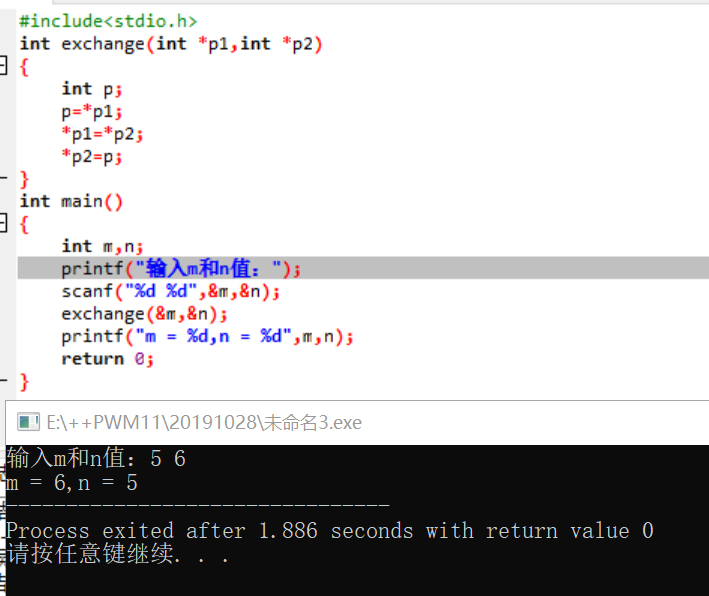 #include<stdio.h>
int exchange(int *p1,int *p2)
{
    int p;
    p=*p1;
    *p1=*p2;
    *p2=p;
}
int main()
{
    int m,n;
    printf("输入m和n值：");
    scanf("%d %d",&m,&n);
    exchange(&m,&n);
    printf("m = %d,n = %d",m,n);
    return 0;
}
E:\++PWM11\20191028\未命名3.exe
输入m和n值：5 6
m = 6,n = 5
--------------------------------
Process exited after 1.886 seconds with return value 0
请按任意键继续. . .